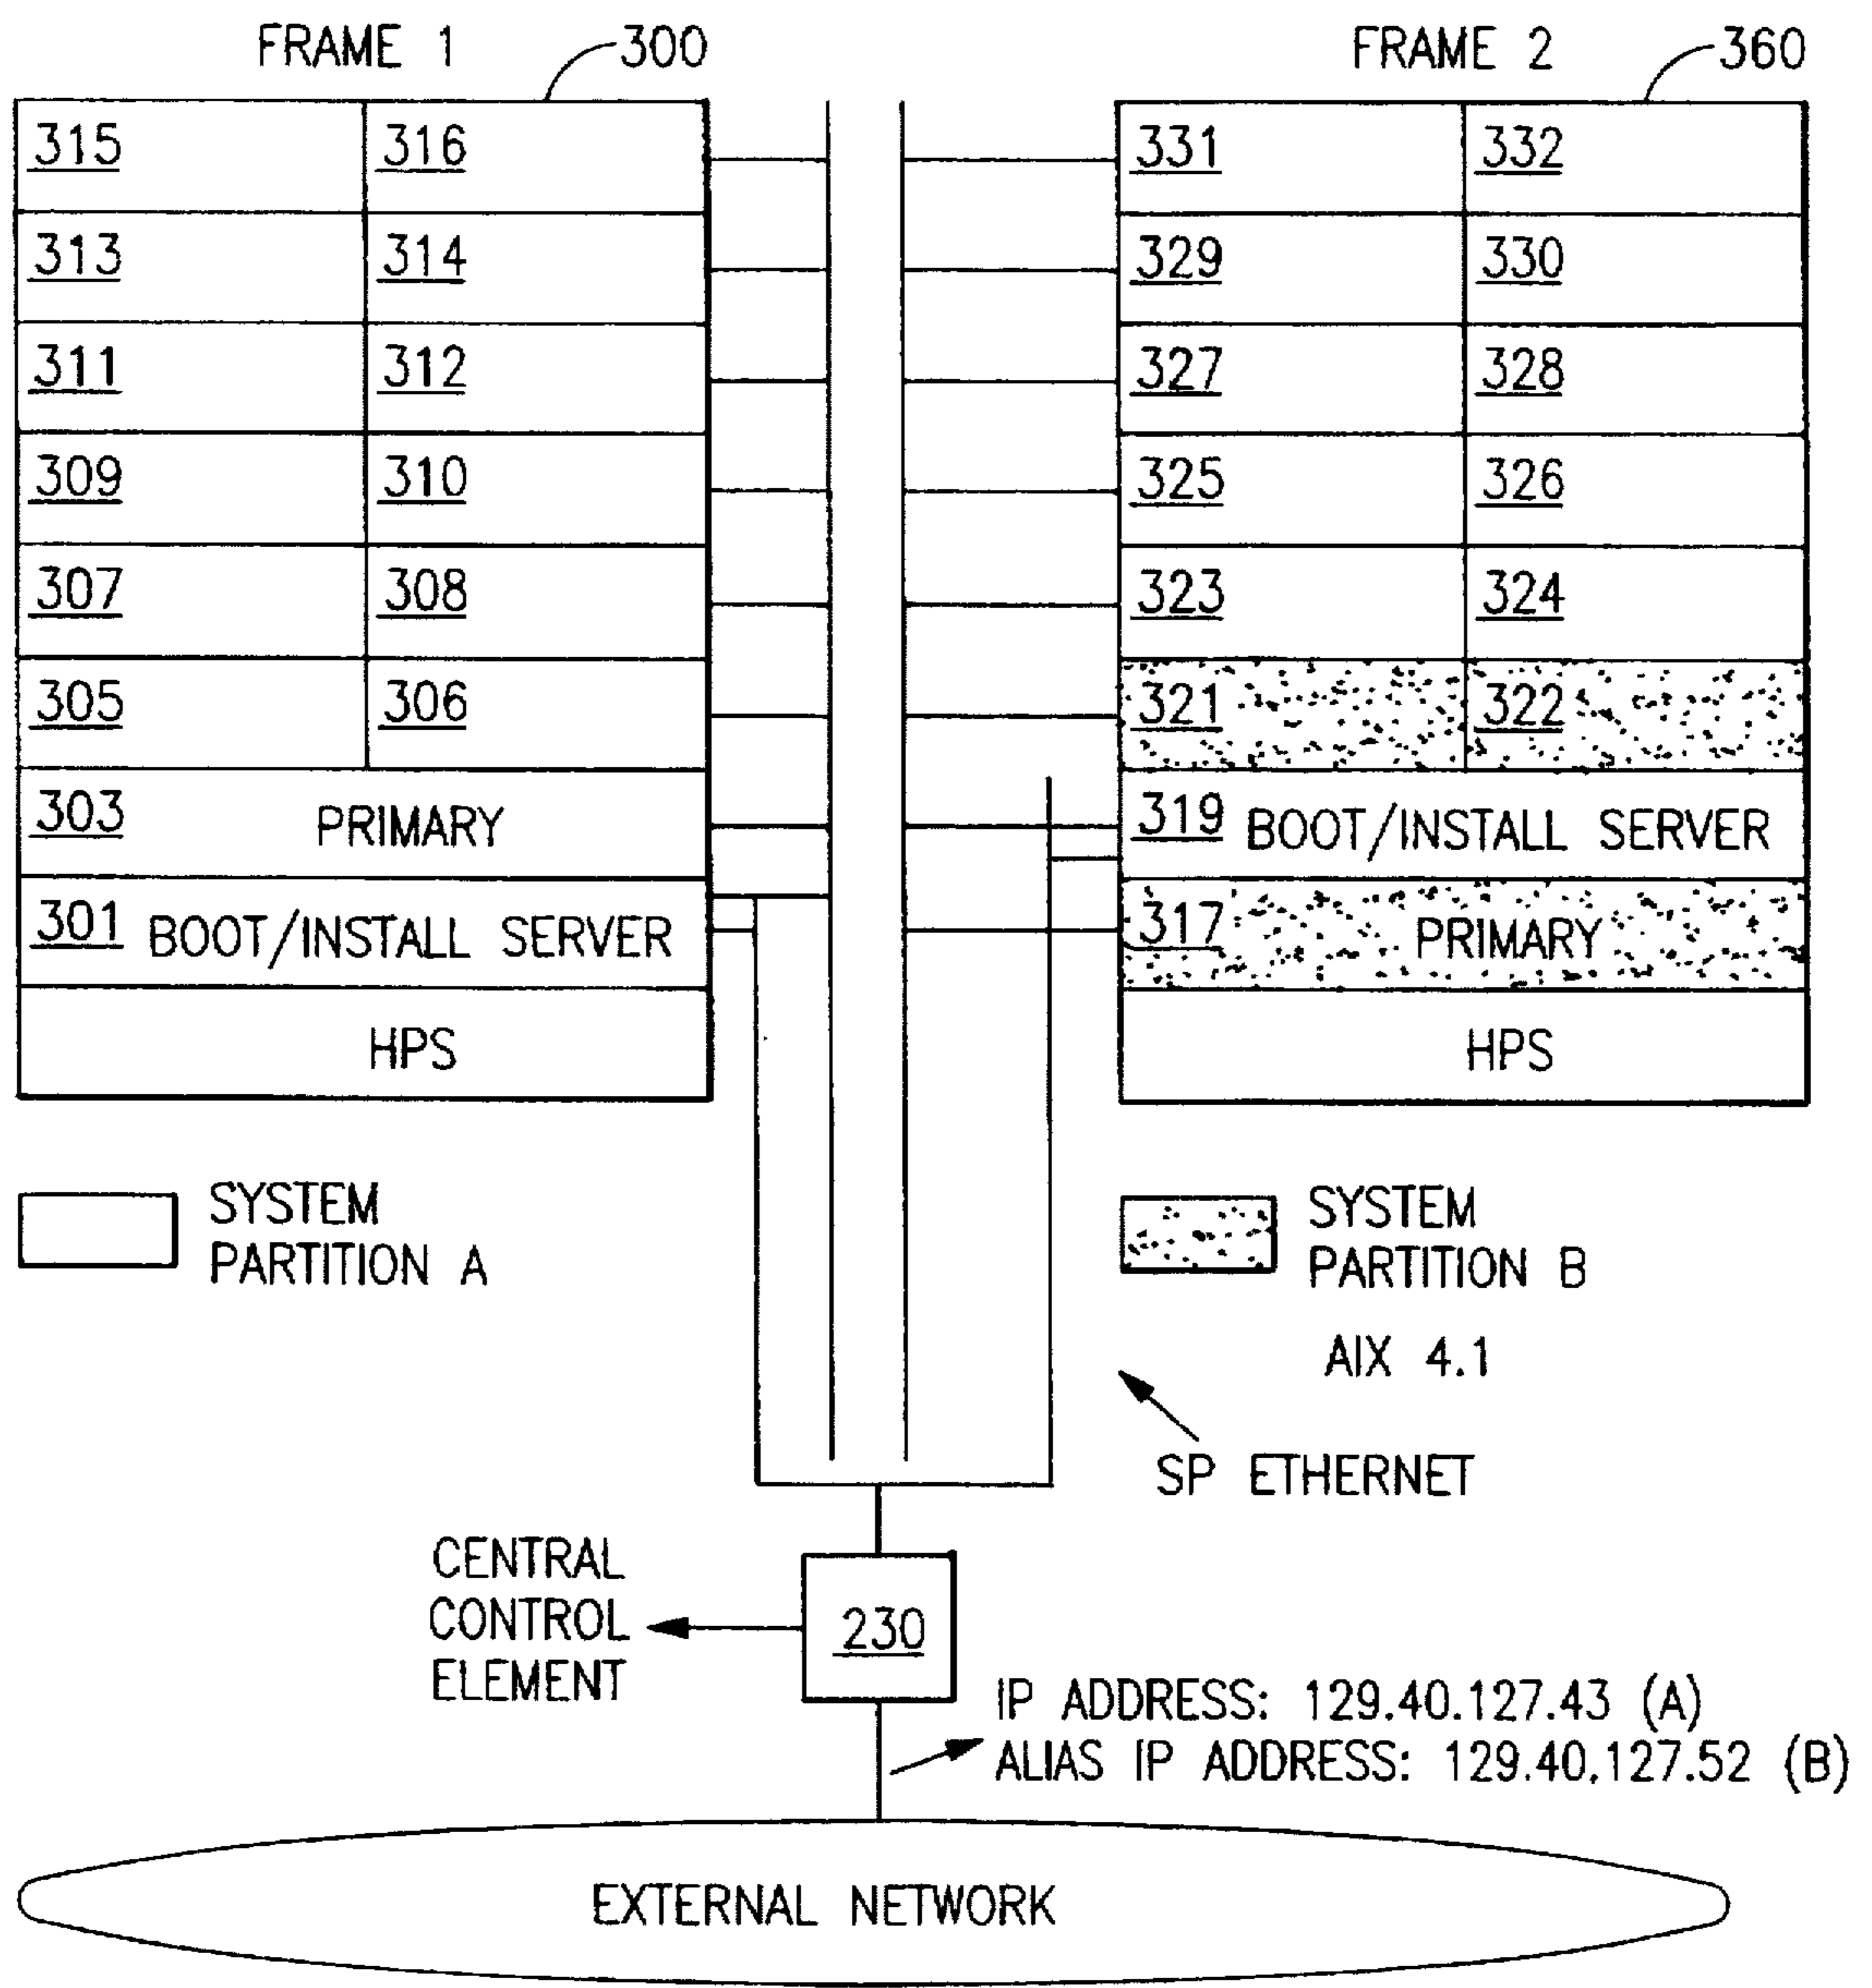 FRAME 1
300
FRAME 2
360
315 316
331 332
313 314
329 330
311 312
327 328
309 310
325 326
307 308
323 324
305 306
321 322
303 PRIMARY
319 BOOT/INSTALL SERVER
301 BOOT/INSTALL SERVER
317 PRIMARY
HPS
HPS
SYSTEM
PARTITION A
SYSTEM
PARTITION B
AIX 4.1
SP ETHERNET
CENTRAL
CONTROL
ELEMENT
230
IP ADDRESS: 129.40.127.43 (A)
ALIAS IP ADDRESS: 129.40.127.52 (B)
EXTERNAL NETWORK